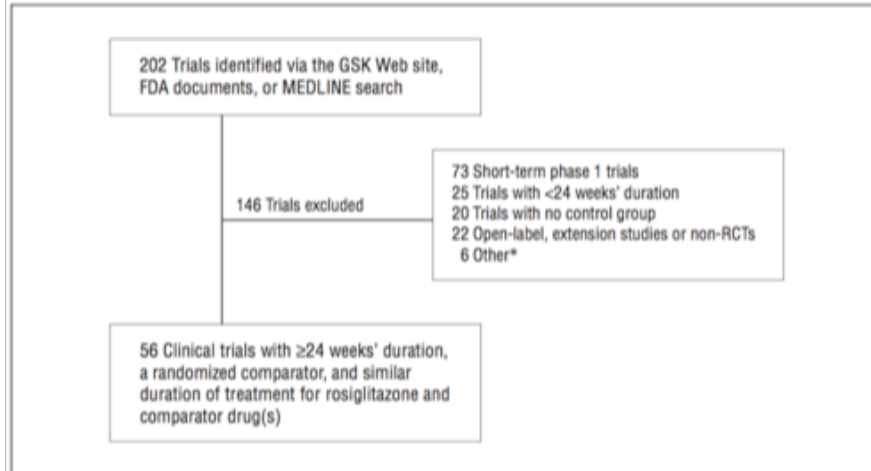 202 Trials identified via the GSK Web site,
FDA documents, or MEDLINE search
146 Trials excluded
73 Short-term phase 1 trials
25 Trials with <24 weeks' duration
20 Trials with no control group
22 Open-label, extension studies or non-RCTs
6 Other*
56 Clinical trials with ≥24 weeks' duration,
a randomized comparator, and similar
duration of treatment for rosiglitazone and
comparator drug(s)